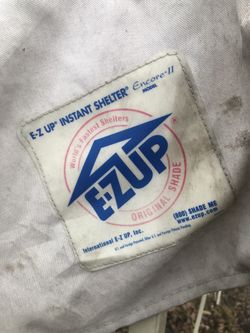 E-Z UP® INSTANT SHELTER® Encore-II
MODEL
World's Fastest Shelters
E-Z UP®
ORIGINAL SHADE
International E-Z UP, Inc.
(800) SHADE ME
www.ezup.com